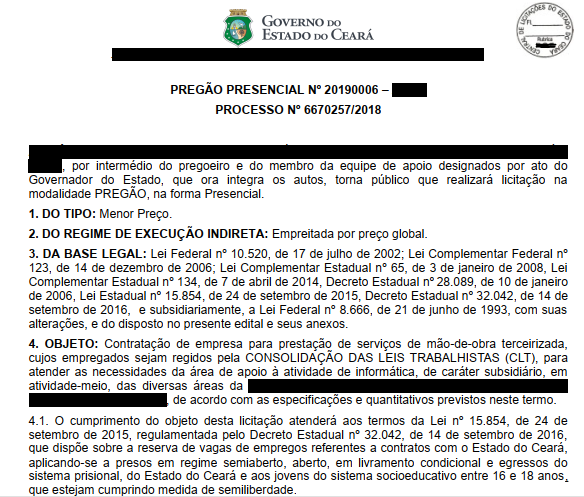 GOVERNO DO
ESTADO DO CEARÁ
CENTRAL DE LICITAÇÕES DO ESTADO DO CEARÁ
Fl.
Rubrica
PREGÃO PRESENCIAL Nº 20190006 –
PROCESSO Nº 6670257/2018
, por intermédio do pregoeiro e do membro da equipe de apoio designados por ato do
Governador do Estado, que ora integra os autos, torna público que realizará licitação na
modalidade PREGÃO, na forma Presencial.
1. DO TIPO: Menor Preço.
2. DO REGIME DE EXECUÇÃO INDIRETA: Empreitada por preço global.
3. DA BASE LEGAL: Lei Federal nº 10.520, de 17 de julho de 2002; Lei Complementar Federal nº
123, de 14 de dezembro de 2006; Lei Complementar Estadual nº 65, de 3 de janeiro de 2008, Lei
Complementar Estadual nº 134, de 7 de abril de 2014, Decreto Estadual nº 28.089, de 10 de janeiro
de 2006, Lei Estadual nº 15.854, de 24 de setembro de 2015, Decreto Estadual nº 32.042, de 14 de
setembro de 2016, e subsidiariamente, a Lei Federal nº 8.666, de 21 de junho de 1993, com suas
alterações, e do disposto no presente edital e seus anexos.
4. OBJETO: Contratação de empresa para prestação de serviços de mão-de-obra terceirizada,
cujos empregados sejam regidos pela CONSOLIDAÇÃO DAS LEIS TRABALHISTAS (CLT), para
atender as necessidades da área de apoio à atividade de informática, de caráter subsidiário, em
atividade-meio, das diversas áreas da
, de acordo com as especificações e quantitativos previstos neste termo.
4.1. O cumprimento do objeto desta licitação atenderá aos termos da Lei nº 15.854, de 24 de
setembro de 2015, regulamentada pelo Decreto Estadual nº 32.042, de 14 de setembro de 2016,
que dispõe sobre a reserva de vagas de empregos referentes a contratos com o Estado do Ceará,
aplicando-se a presos em regime semiaberto, aberto, em livramento condicional e egressos do
sistema prisional, do Estado do Ceará e aos jovens do sistema socioeducativo entre 16 e 18 anos,
que estejam cumprindo medida de semiliberdade.